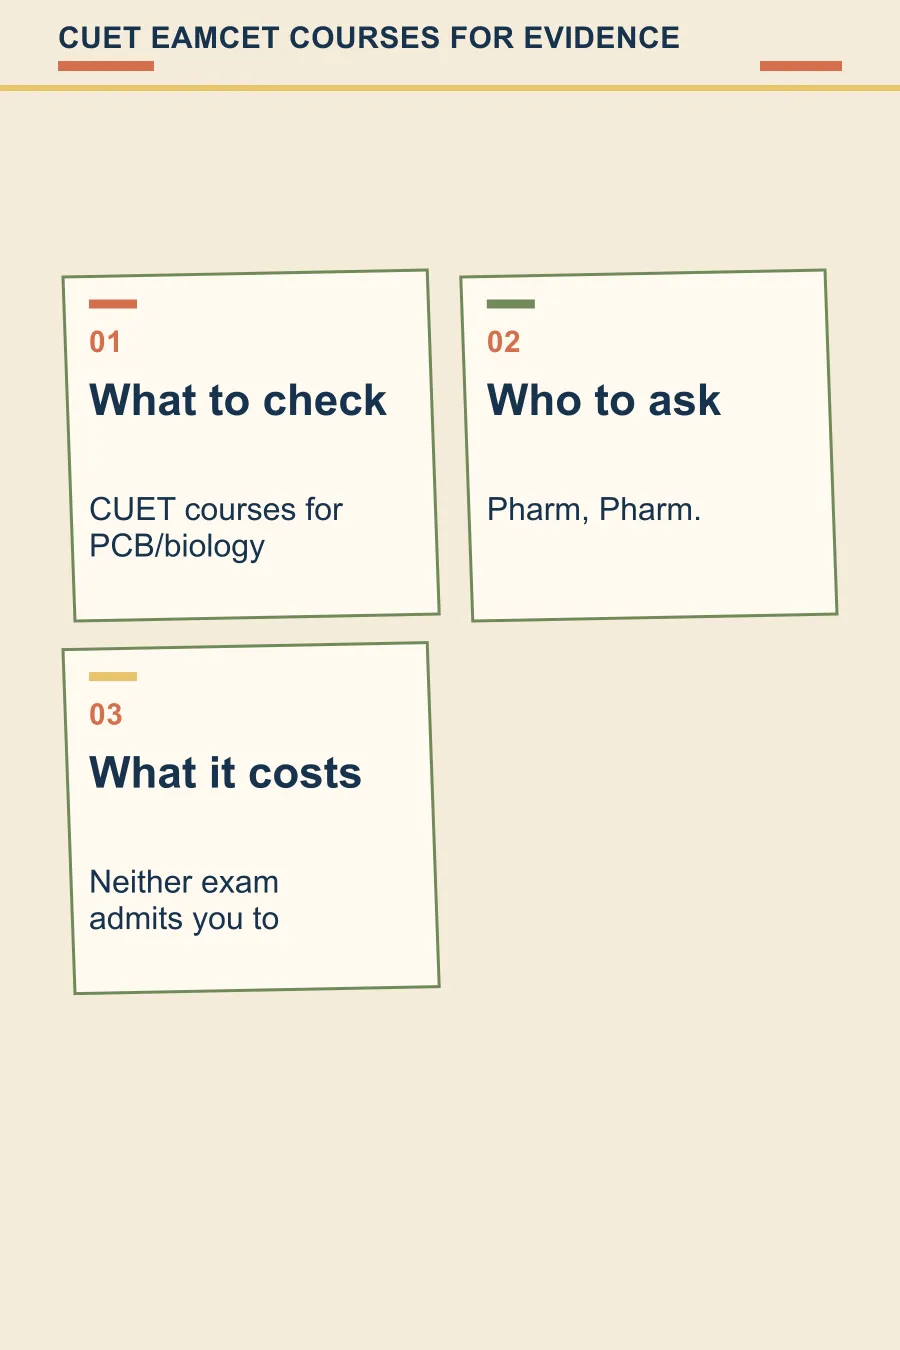 CUET EAMCET COURSES FOR EVIDENCE
01
What to check
CUET courses for
PCB/biology
02
Who to ask
Pharm, Pharm.
03
What it costs
Neither exam
admits you to